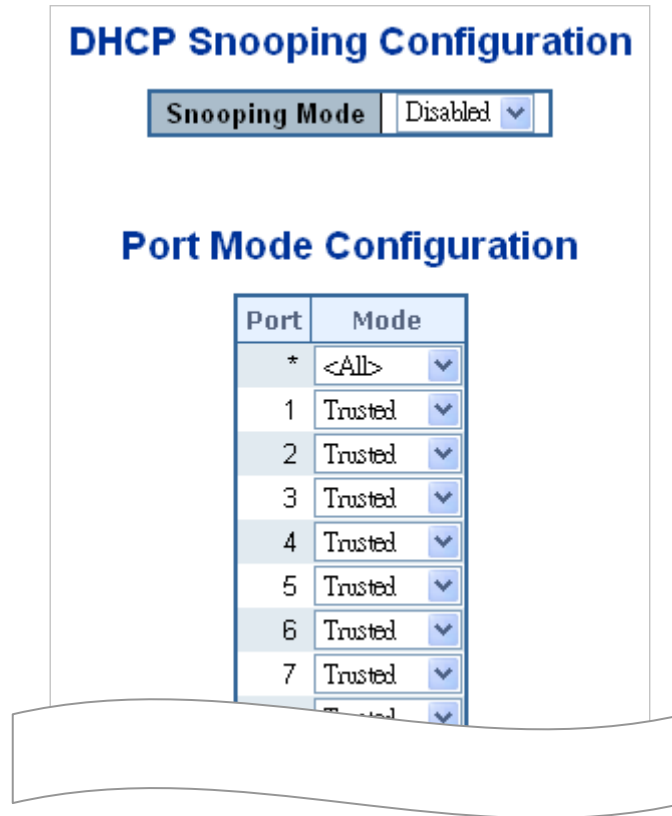 DHCP Snooping Configuration
Snooping Mode Disabled
Port Mode Configuration
Port Mode
* <All>
1 Trusted
2 Trusted
3 Trusted
4 Trusted
5 Trusted
6 Trusted
7 Trusted